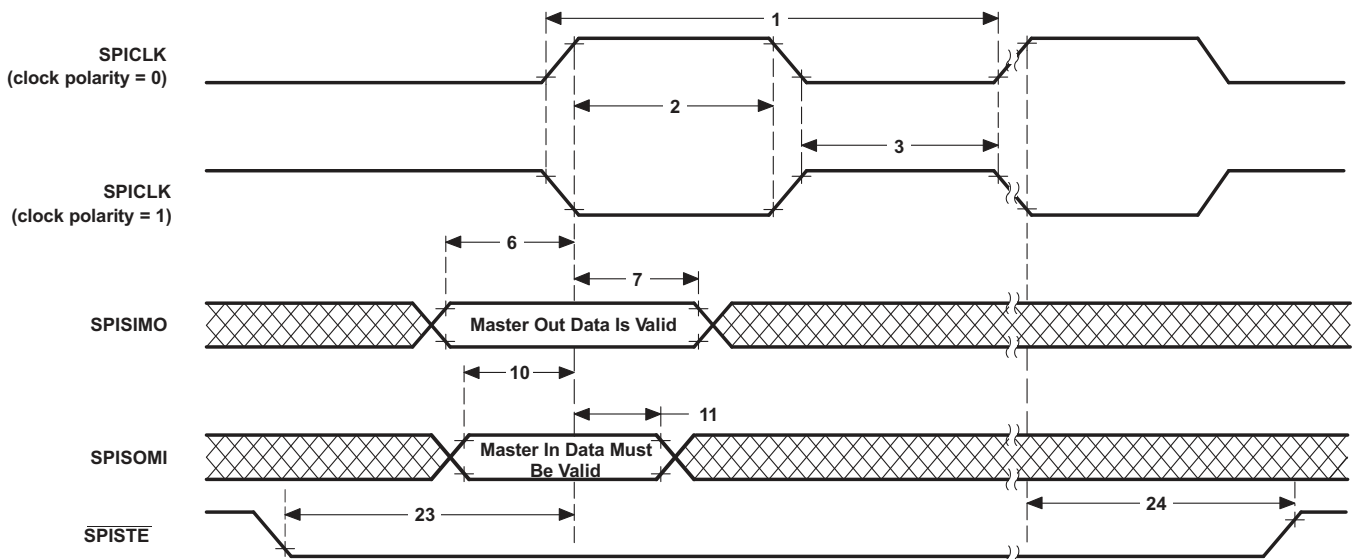 1
SPICLK
(clock polarity = 0)
2
3
SPICLK
(clock polarity = 1)
6
7
SPISIMO
Master Out Data Is Valid
10
11
SPISOMI
Master In Data Must
Be Valid
23
24
SPISTE